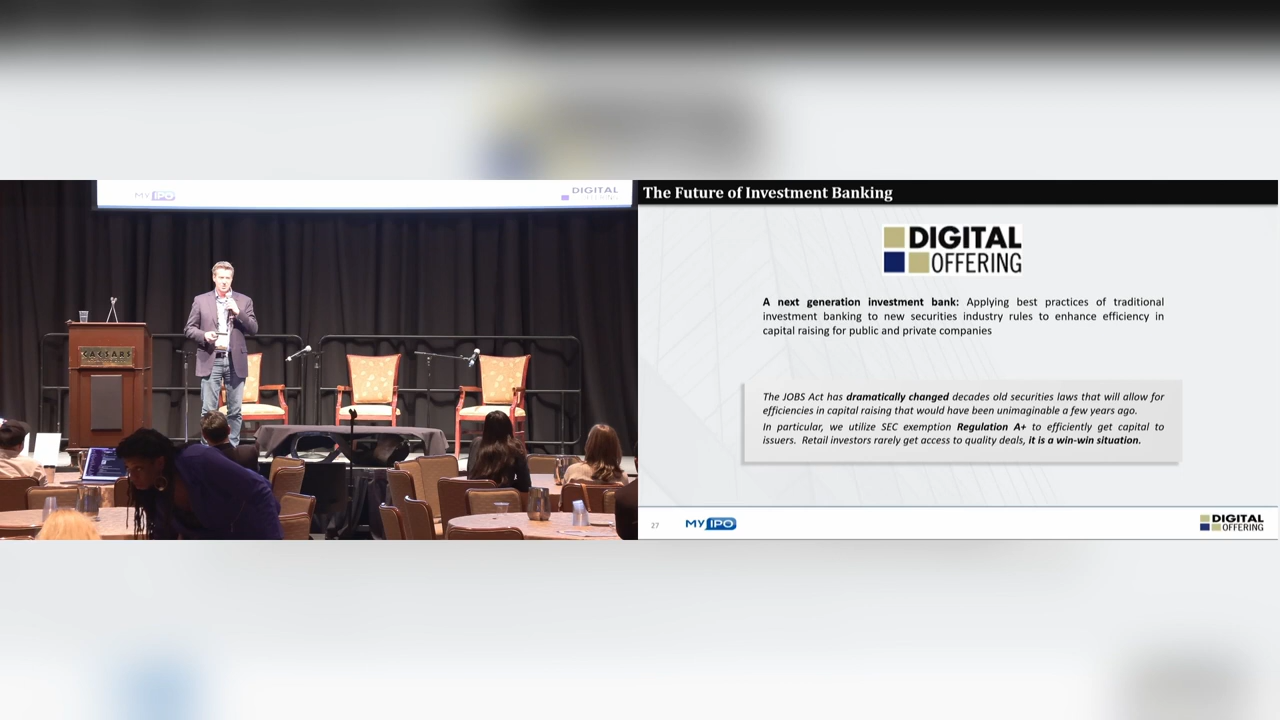 MY IPO
DIGITAL
CAESARS
The Future of Investment Banking
DIGITAL
OFFERING
A next generation investment bank: Applying best practices of traditional
investment banking to new securities industry rules to enhance efficiency in
capital raising for public and private companies
The JOBS Act has dramatically changed decades old securities laws that will allow for
efficiencies in capital raising that would have been unimaginable a few years ago.
In particular, we utilize SEC exemption Regulation A+ to efficiently get capital to
issuers. Retail investors rarely get access to quality deals, it is a win-win situation.
27
MY IPO
DIGITAL
OFFERING